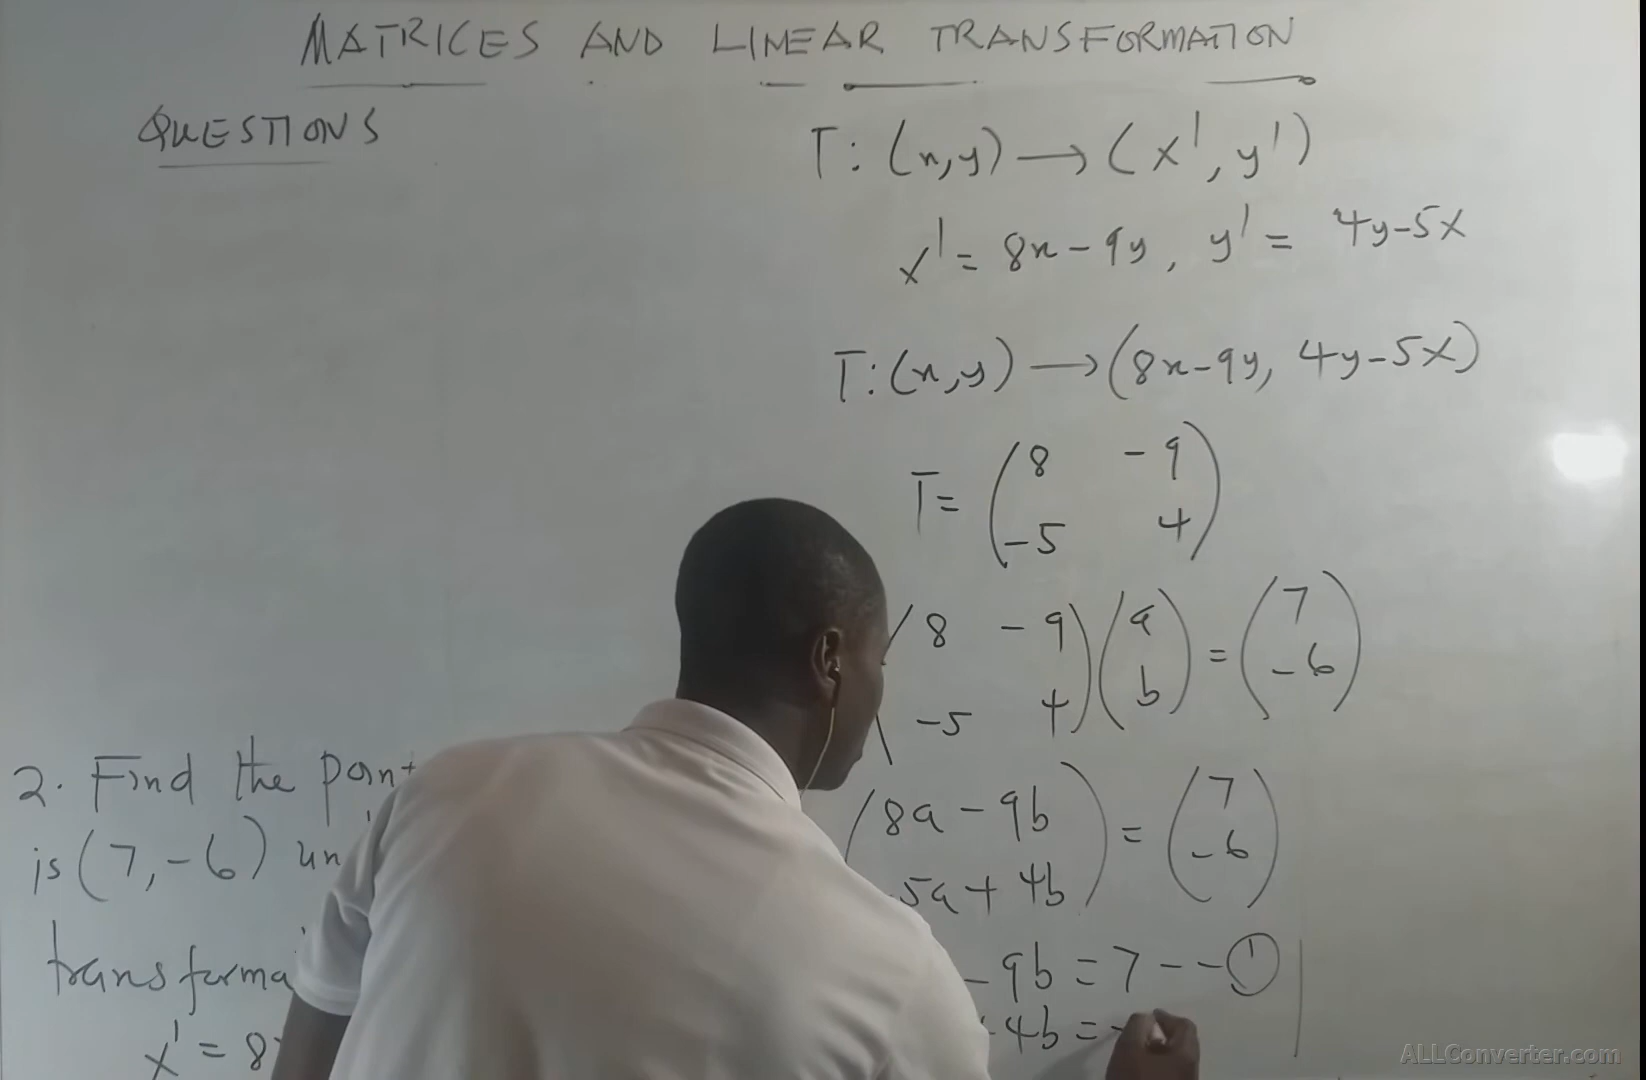 MATRICES AND LINEAR TRANSFORMATION
QUESTIONS
T: (x,y) → (x', y')
x' = 8x - 9y, y' = 4y-5x
T: (x,y) → (8x-9y, 4y-5x)
T= (8 -9
-5 4)
(8 -9
-5 4) (a
b) = (7
-6)
(8a - 9b
5a + 4b) = (7
-6)
- 9b = 7 - - ①
4b = -
2. Find the point
is (7, -6) un
transforma
x' = 8
ALLConverter.com